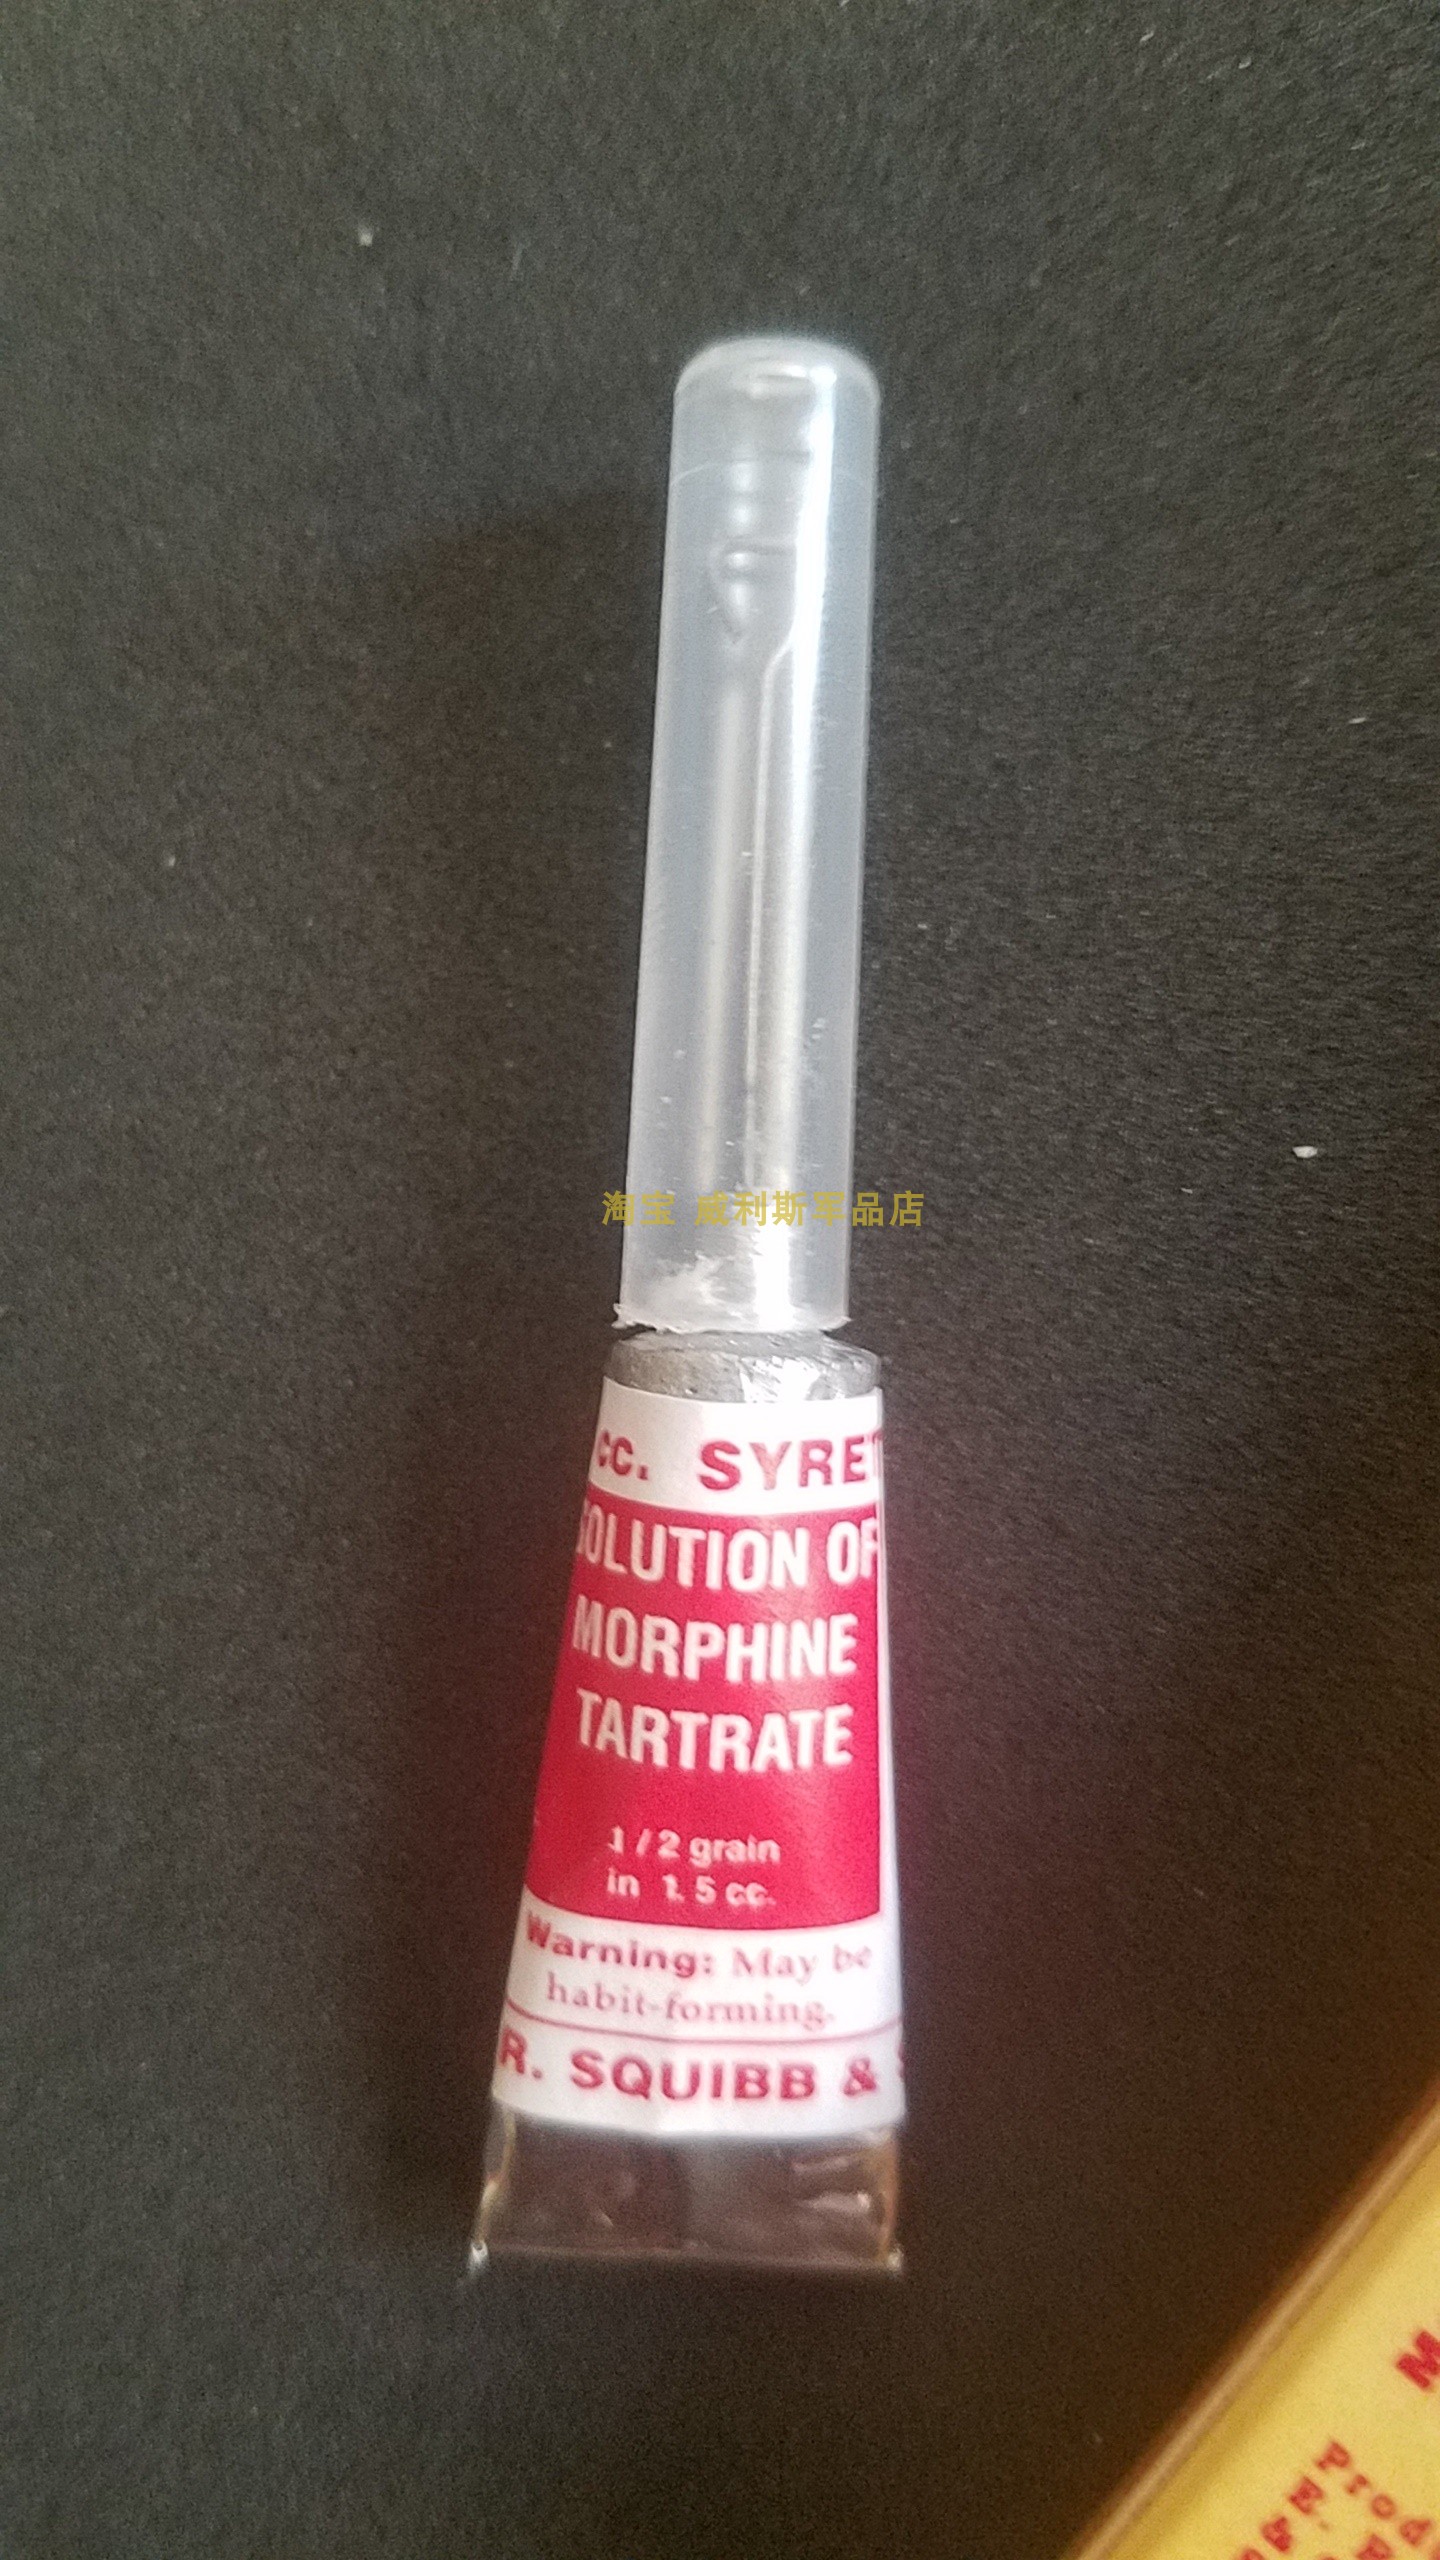 淘宝 威利斯军品店
CC. SYRET
SOLUTION OF
MORPHINE
TARTRATE
1/2 grain
in 1.5 cc.
Warning: May be
habit-forming.
R. SQUIBB &
Prod